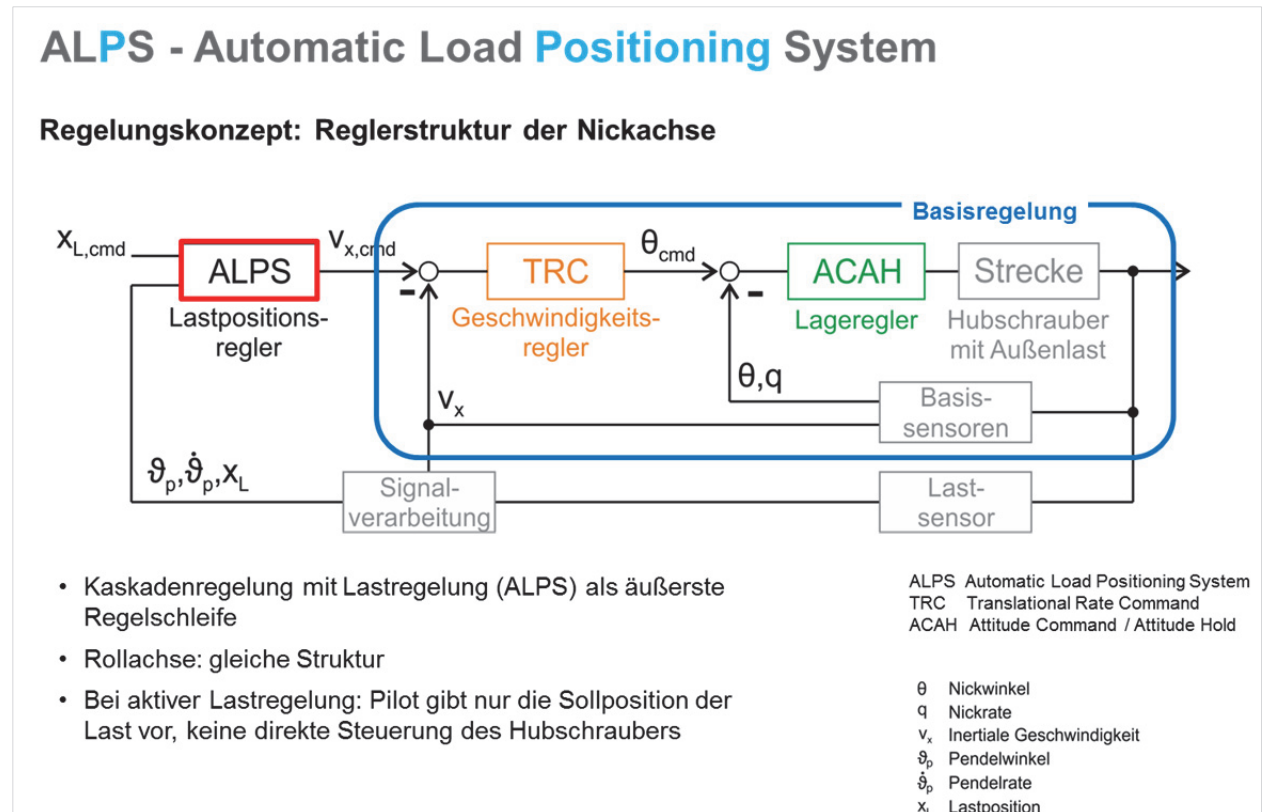 ALPS - Automatic Load Positioning System
Regelungskonzept: Reglerstruktur der Nickachse
Basisregelung
x_L,cmd
ALPS
Lastpositions-
regler
v_x,cmd
-
TRC
Geschwindigkeits-
regler
θ_cmd
-
ACAH
Lageregler
Strecke
Hubschrauber
mit Außenlast
θ,q
Basis-
sensoren
v_x
ϑ_p,ϑ̇_p,x_L
Signal-
verarbeitung
Last-
sensor
• Kaskadenregelung mit Lastregelung (ALPS) als äußerste
Regelschleife
• Rollachse: gleiche Struktur
• Bei aktiver Lastregelung: Pilot gibt nur die Sollposition der
Last vor, keine direkte Steuerung des Hubschraubers
ALPS Automatic Load Positioning System
TRC Translational Rate Command
ACAH Attitude Command / Attitude Hold
θ Nickwinkel
q Nickrate
v_x Inertiale Geschwindigkeit
ϑ_p Pendelwinkel
ϑ̇_p Pendelrate
x_L Lastposition